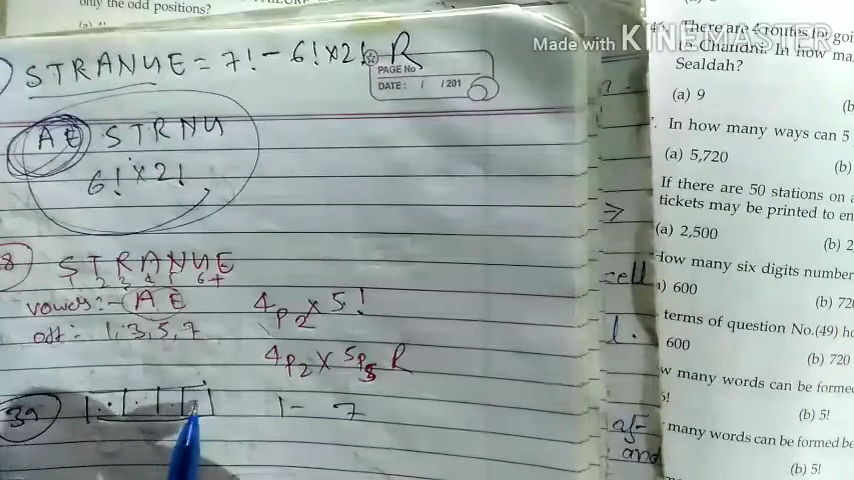 only the odd positions?
Made with KINEMASTER
STRANUE = 7! - 6! × 2! R
PAGE No
DATE: / /201
AE STRNU
6! × 2!
8 STRANUE
1 2 3 4 5 6 7
vowels:- A E
odd:- 1, 3, 5, 7
4P2 × 5!
4P2 × 5P5 R
39
1 - 7
There are 4 routes for goi
to Chandni. In how ma
Sealdah?
(a) 9 (b
In how many ways can 5
(a) 5,720 (b)
If there are 50 stations on a
tickets may be printed to en
(a) 2,500 (b) 2
How many six digits number
a) 600 (b) 720
terms of question No.(49) ho
600 (b) 720
w many words can be formed
5! (b) 5!
many words can be formed be
(b) 5!
cell
and